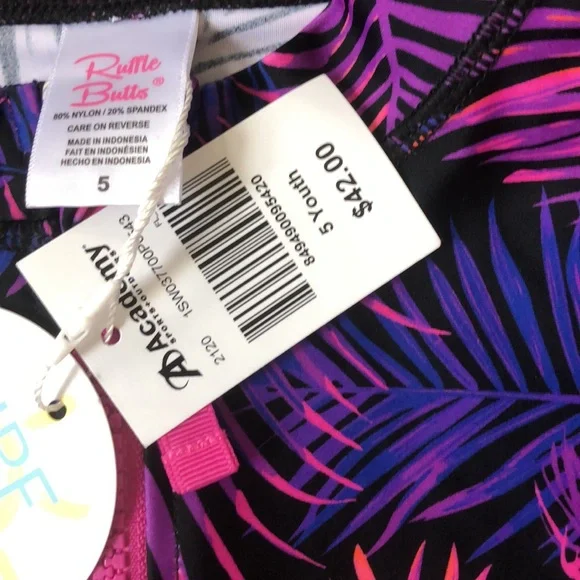 Ruffle
Butts®
80% NYLON / 20% SPANDEX
CARE ON REVERSE
MADE IN INDONESIA
FAIT EN INDONÉSIEN
HECHO EN INDONESIA
5
Academy
SPORTS+OUTDOORS
2120
849490095420
5 Youth
$42.00